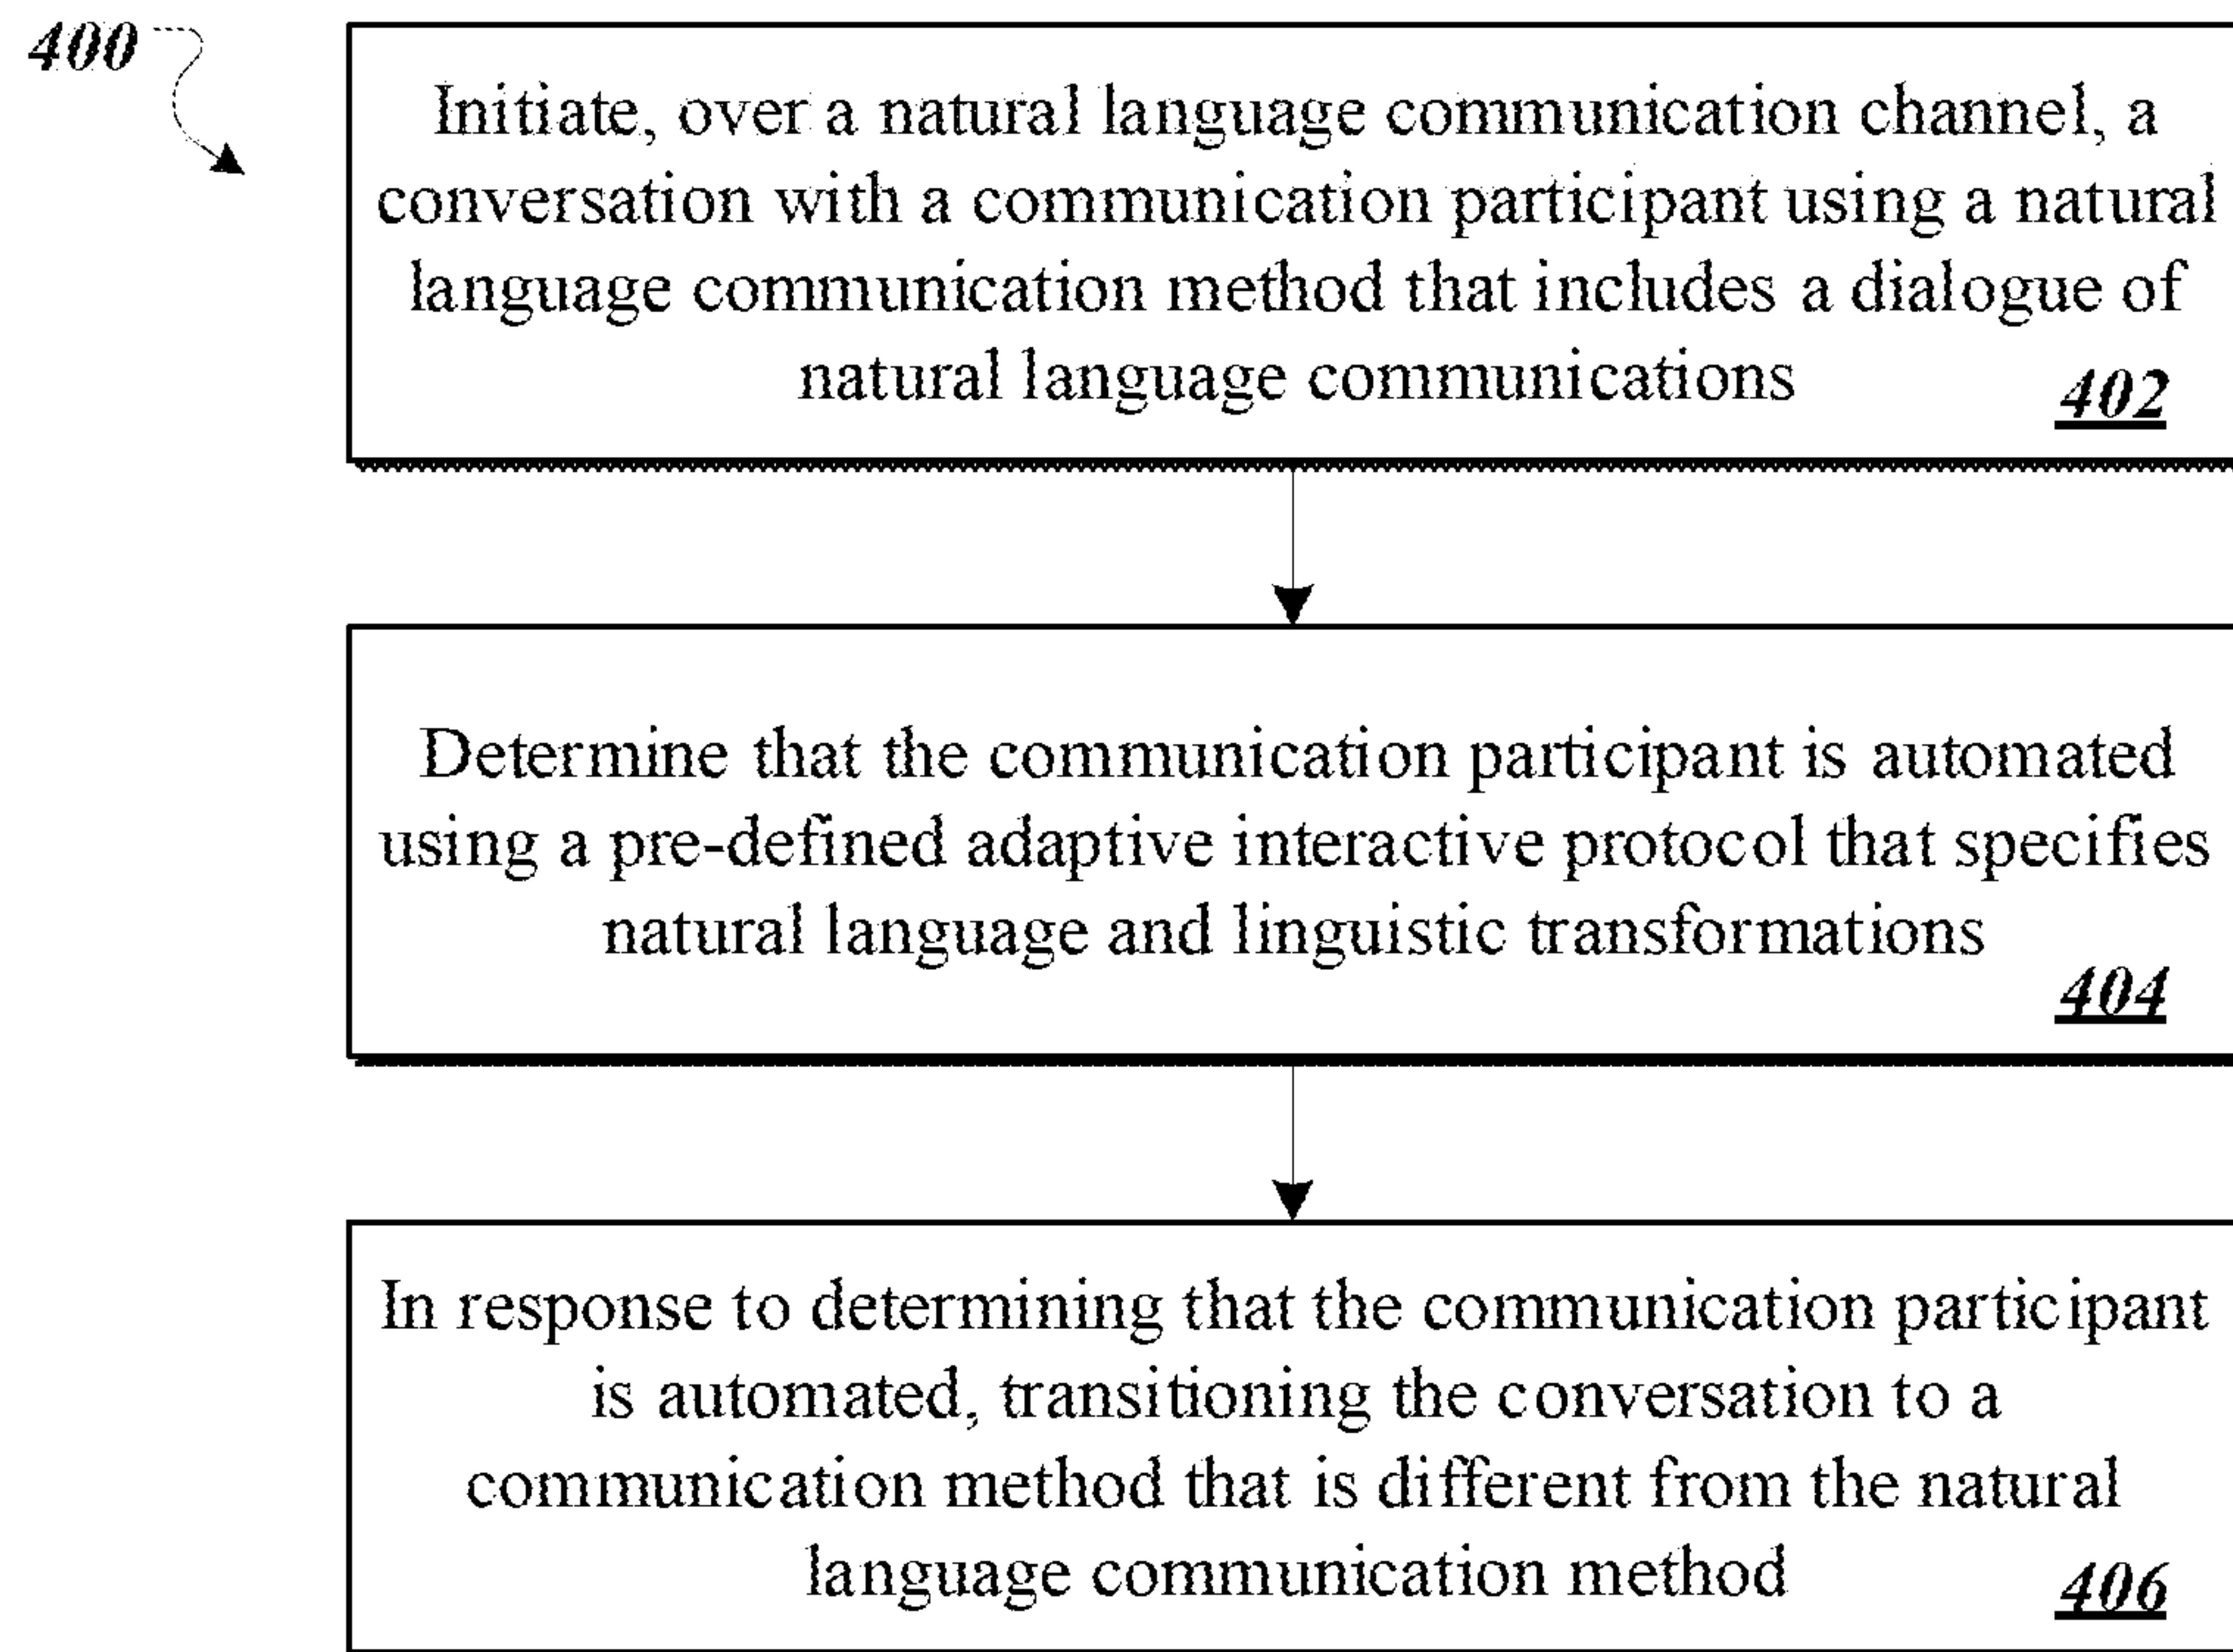 400
Initiate, over a natural language communication channel, a
conversation with a communication participant using a natural
language communication method that includes a dialogue of
natural language communications
402
Determine that the communication participant is automated
using a pre-defined adaptive interactive protocol that specifies
natural language and linguistic transformations
404
In response to determining that the communication participant
is automated, transitioning the conversation to a
communication method that is different from the natural
language communication method
406